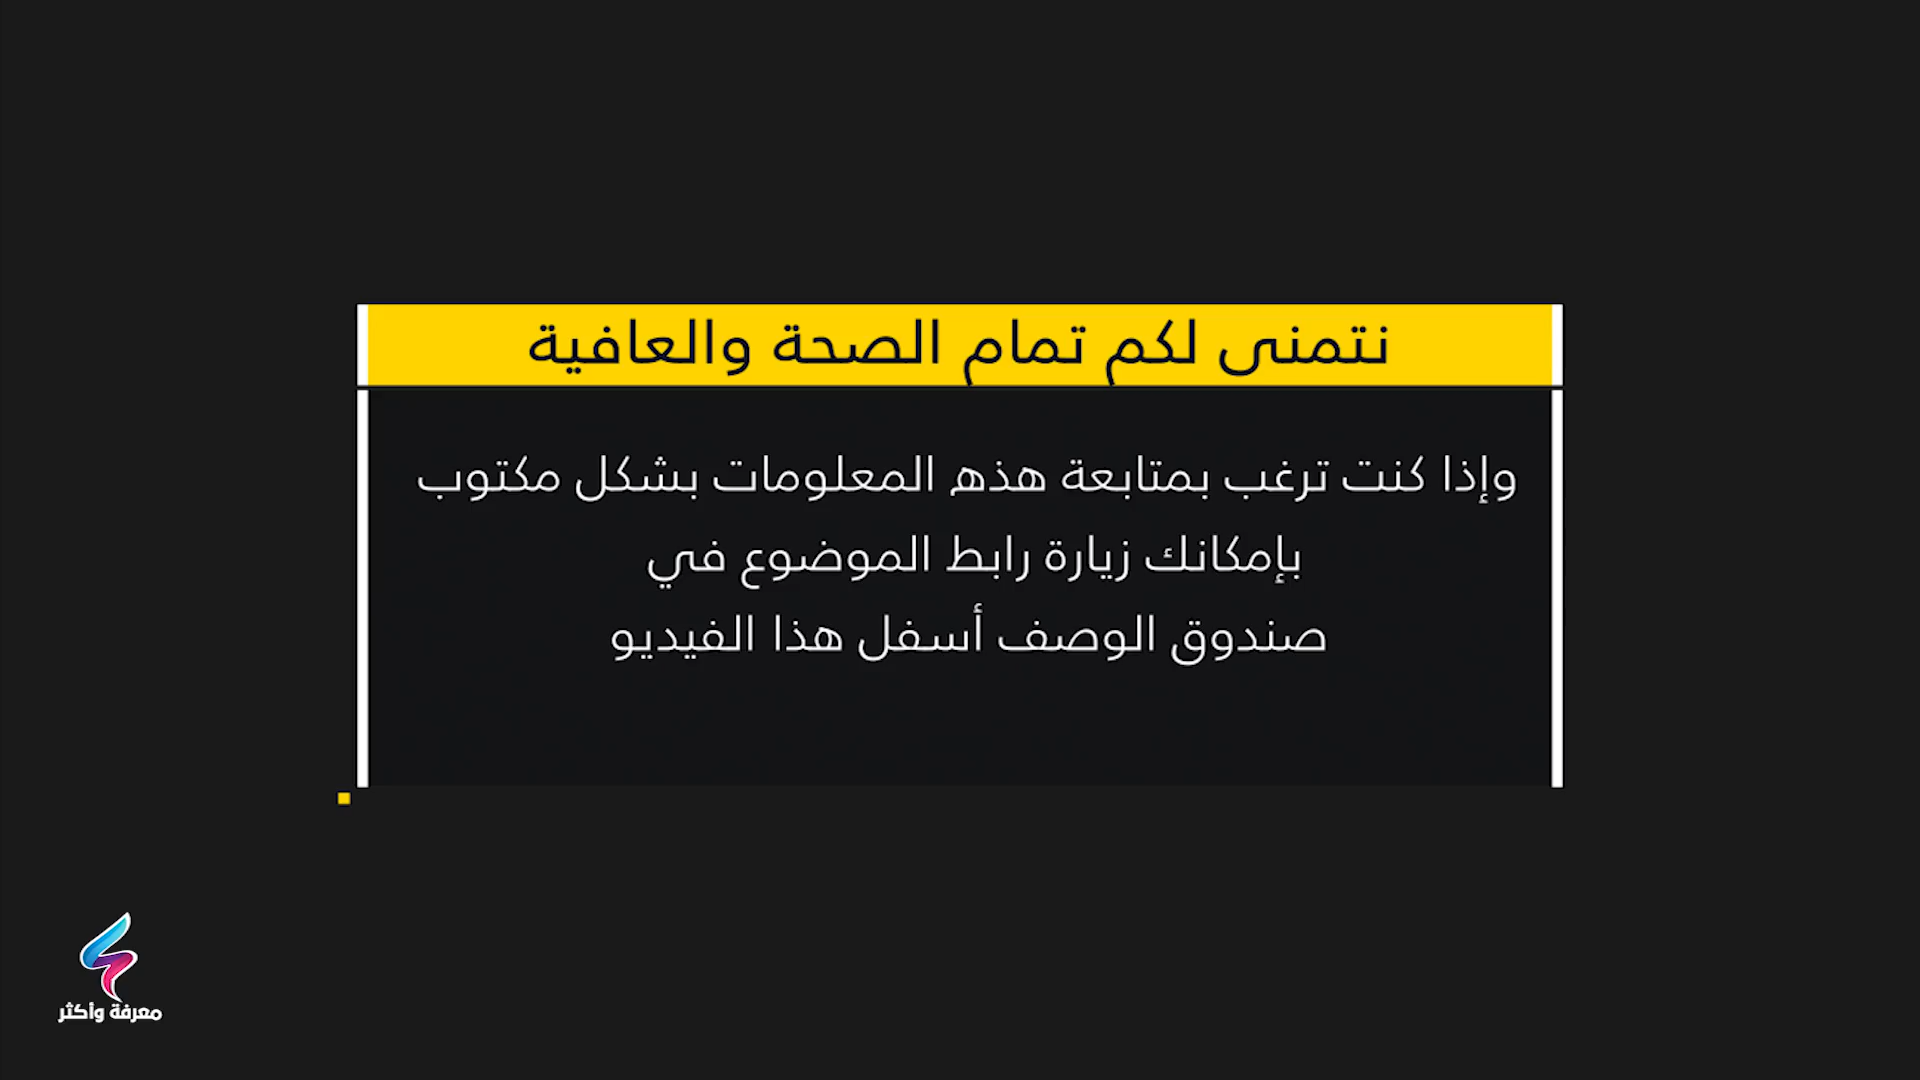 نتمنى لكم تمام الصحة والعافية
وإذا كنت ترغب بمتابعة هذه المعلومات بشكل مكتوب
بإمكانك زيارة رابط الموضوع في
صندوق الوصف أسفل هذا الفيديو
معرفة وأكثر